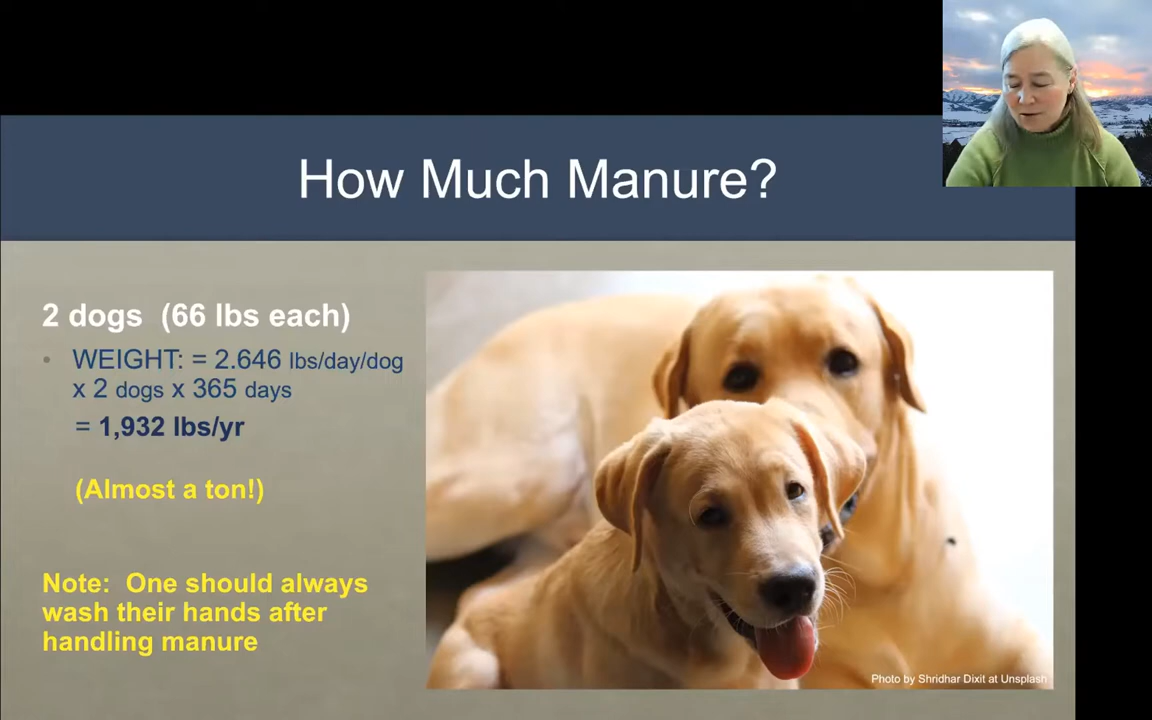 How Much Manure?
2 dogs (66 lbs each)
• WEIGHT: = 2.646 lbs/day/dog
x 2 dogs x 365 days
= 1,932 lbs/yr
(Almost a ton!)
Note: One should always
wash their hands after
handling manure
Photo by Shridhar Dixit at Unsplash